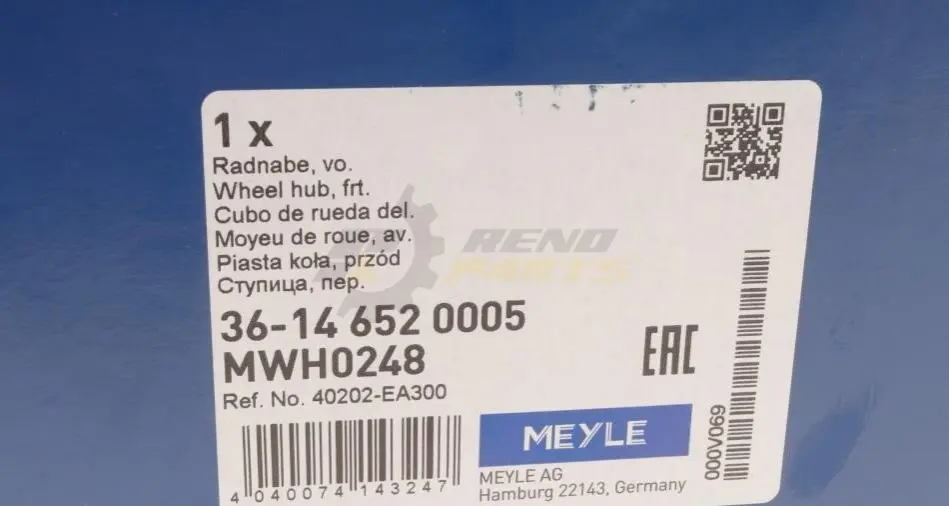 1 x
Radnabe, vo.
Wheel hub, frt.
Cubo de rueda del.
Moyeu de roue, av.
Piasta koła, przód
Ступица, пер.
RENO
PARTS
36-14 652 0005
MWH0248
Ref. No. 40202-EA300
EAC
4 040074 143247
MEYLE
MEYLE AG
Hamburg 22143, Germany
000V069